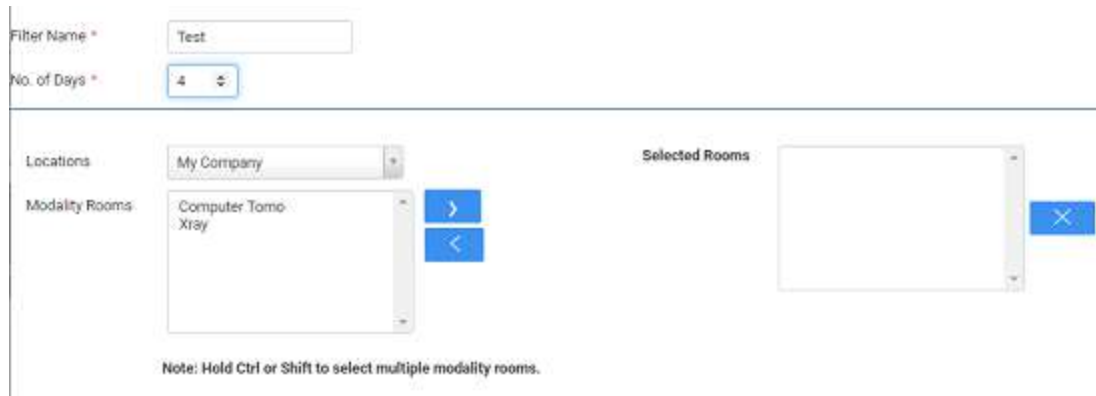 Filter Name *
Test
No. of Days *
4
Locations
My Company
Selected Rooms
Modality Rooms
Computer Tomo
Xray
Note: Hold Ctrl or Shift to select multiple modality rooms.